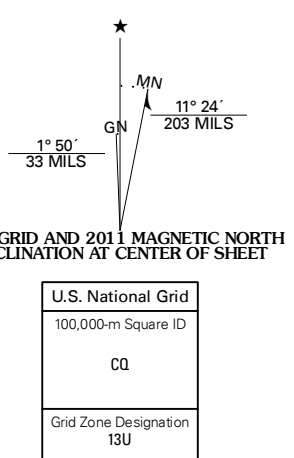 ★
MN
GN
11° 24´
203 MILS
1° 50´
33 MILS
GRID AND 2011 MAGNETIC NORTH
CLINATION AT CENTER OF SHEET
U.S. National Grid
100,000-m Square ID
CQ
Grid Zone Designation
13U